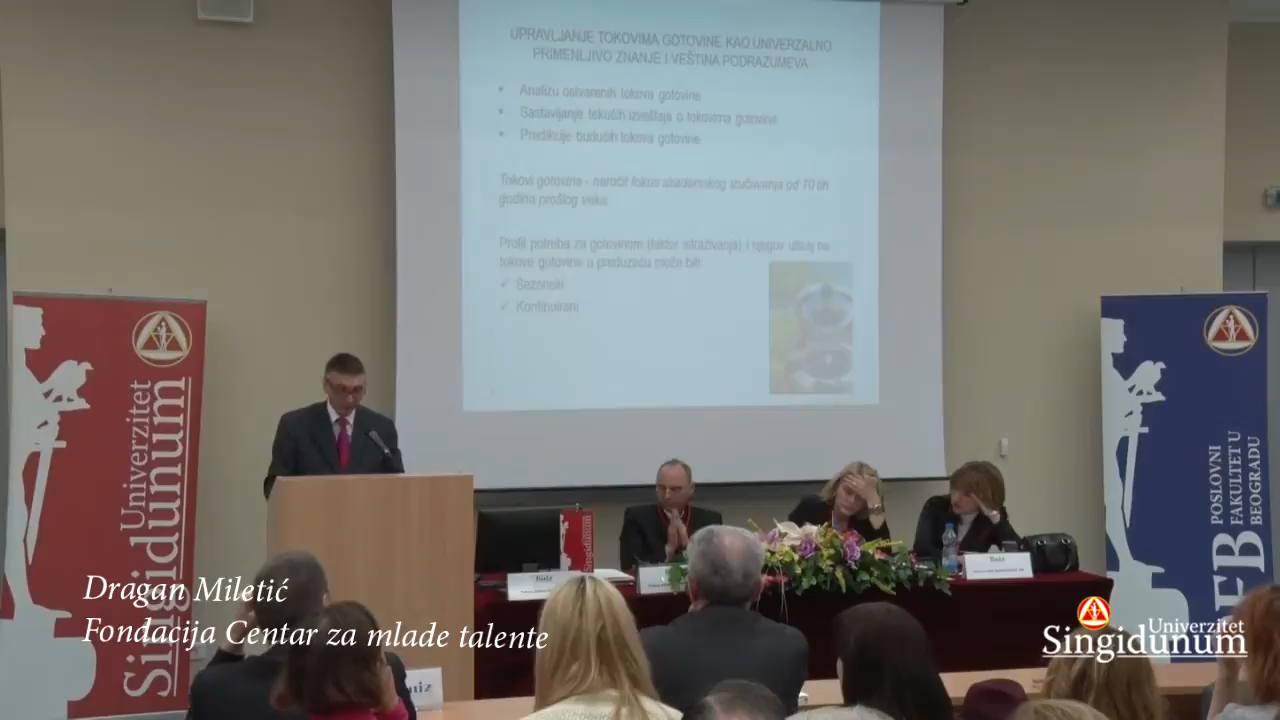 UPRAVLJANJE TOKOVIMA GOTOVINE KAO UNIVERZALNO
PRIMENLJIVO ZNANJE I VEŠTINA PODRAZUMEVA
• Analizu ostvarenih tokova gotovine
• Sastavljanje tekućih izveštaja o tokovima gotovine
• Predikcije budućih tokova gotovine
Tokovi gotovine - naročit fokus akademskog izučavanja od 70 tih
godina prošlog veka.
Profil potreba za gotovinom (faktor istraživanja) i njegov uticaj na
tokove gotovine u preduzeću može biti:
✓ Sezonski
✓ Kontinuirani
Univerzitet
Singidunum
POSLOVNI
FAKULTET U
BEOGRADU
Singidunum
Dragan Miletić
Fondacija Centar za mlade talente
Univerzitet
Singidunum